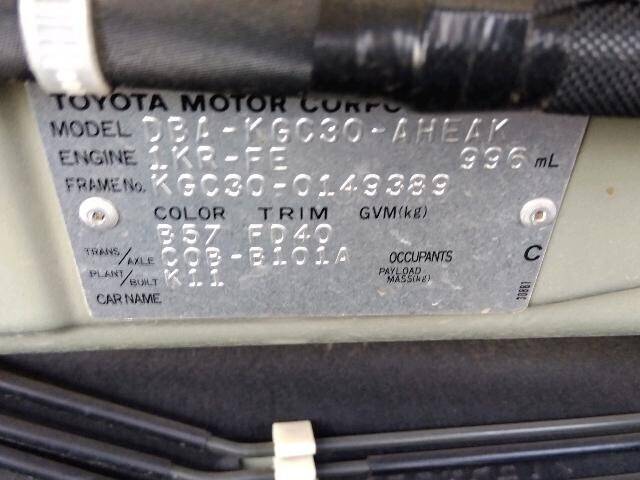 TOYOTA MOTOR CORPO
MODEL DBA-KGC30-AHEAK
ENGINE 1KR-FE 996 mL
FRAME No. KGC30-0149389
COLOR TRIM GVM(kg)
B57 FD40
TRANS/AXLE C0B-B101A OCCUPANTS C
PLANT/BUILT K11 PAYLOAD MASS(kg)
CAR NAME